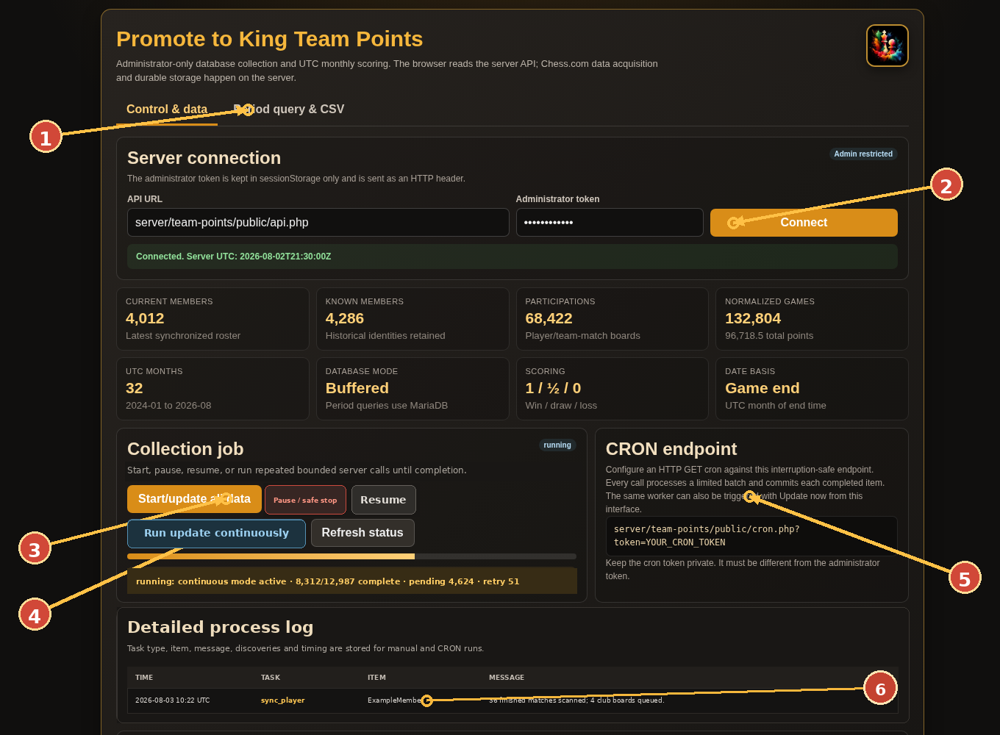 Promote to King Team Points
Administrator-only database collection and UTC monthly scoring. The browser reads the server API; Chess.com data acquisition
and durable storage happen on the server.
Control & data
Period query & CSV
1
Server connection
Admin restricted
The administrator token is kept in sessionStorage only and is sent as an HTTP header.
2
API URL
Administrator token
server/team-points/public/api.php
••••••••••••
Connect
Connected. Server UTC: 2026-08-02T21:30:00Z
CURRENT MEMBERS
4,012
Latest synchronized roster
KNOWN MEMBERS
4,286
Historical identities retained
PARTICIPATIONS
68,422
Player/team-match boards
NORMALIZED GAMES
132,804
96,718.5 total points
UTC MONTHS
32
2024-01 to 2026-08
DATABASE MODE
Buffered
Period queries use MariaDB
SCORING
1 / ½ / 0
Win / draw / loss
DATE BASIS
Game end
UTC month of end time
Collection job
running
Start, pause, resume, or run repeated bounded server calls until completion.
Start/update all data
Pause / safe stop
Resume
Run update continuously
Refresh status
3
running: continuous mode active · 8,312/12,987 complete · pending 4,624 · retry 51
4
CRON endpoint
Configure an HTTP GET cron against this interruption-safe endpoint.
Every call processes a limited batch and commits each completed item.
The same worker can also be triggered with Update now from this
interface.
server/team-points/public/cron.php?
token=YOUR_CRON_TOKEN
Keep the cron token private. It must be different from the administrator
token.
5
Detailed process log
Task type, item, message, discoveries and timing are stored for manual and CRON runs.
TIME
TASK
ITEM
MESSAGE
2026-08-03 10:22 UTC
sync_player
ExampleMember
36 finished matches scanned; 4 club boards queued.
6